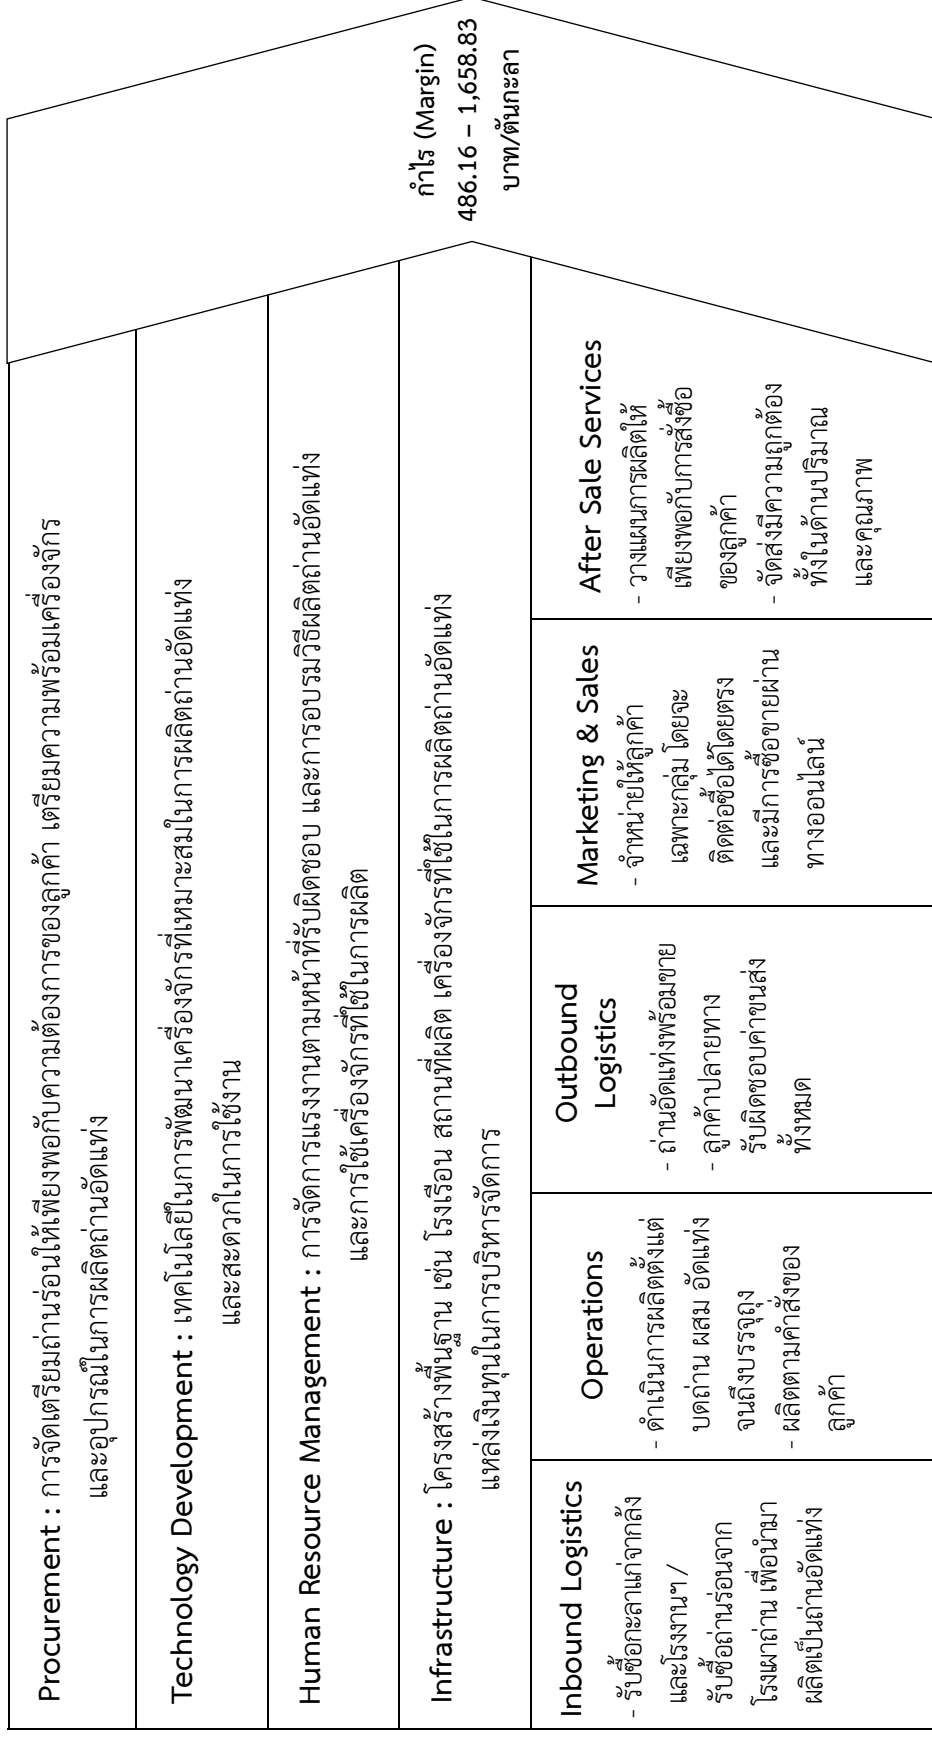 Procurement : การจัดเตรียมถ่านร่อนให้เพียงพอกับความต้องการของลูกค้า เตรียมความพร้อมเครื่องจักร
และอุปกรณ์ในการผลิตถ่านอัดแท่ง
Technology Development : เทคโนโลยีในการพัฒนาเครื่องจักรที่เหมาะสมในการผลิตถ่านอัดแท่ง
และสะดวกในการใช้งาน
Human Resource Management : การจัดการแรงงานตามหน้าที่รับผิดชอบ และการอบรมวิธีผลิตถ่านอัดแท่ง
และการใช้เครื่องจักรที่ใช้ในการผลิต
Infrastructure : โครงสร้างพื้นฐาน เช่น โรงเรือน สถานที่ผลิต เครื่องจักรที่ใช้ในการผลิตถ่านอัดแท่ง
แหล่งเงินทุนในการบริหารจัดการ
Inbound Logistics
- รับซื้อกะลาแก่จากล้ง
และโรงงานฯ /
รับซื้อถ่านร่อนจาก
โรงเผาถ่าน เพื่อนำมา
ผลิตเป็นถ่านอัดแท่ง
Operations
- ดำเนินการผลิตตั้งแต่
บดถ่าน ผสม อัดแท่ง
จนถึงบรรจุถุง
- ผลิตตามคำสั่งของ
ลูกค้า
Outbound
Logistics
- ถ่านอัดแท่งพร้อมขาย
- ลูกค้าปลายทาง
รับผิดชอบค่าขนส่ง
ทั้งหมด
Marketing & Sales
- จำหน่ายให้ลูกค้า
เฉพาะกลุ่ม โดยจะ
ติดต่อซื้อได้โดยตรง
และมีการซื้อขายผ่าน
ทางออนไลน์
After Sale Services
- วางแผนการผลิตให้
เพียงพอกับการสั่งซื้อ
ของลูกค้า
- จัดส่งมีความถูกต้อง
ทั้งในด้านปริมาณ
และคุณภาพ
กำไร (Margin)
486.16 – 1,658.83
บาท/ตันกะลา